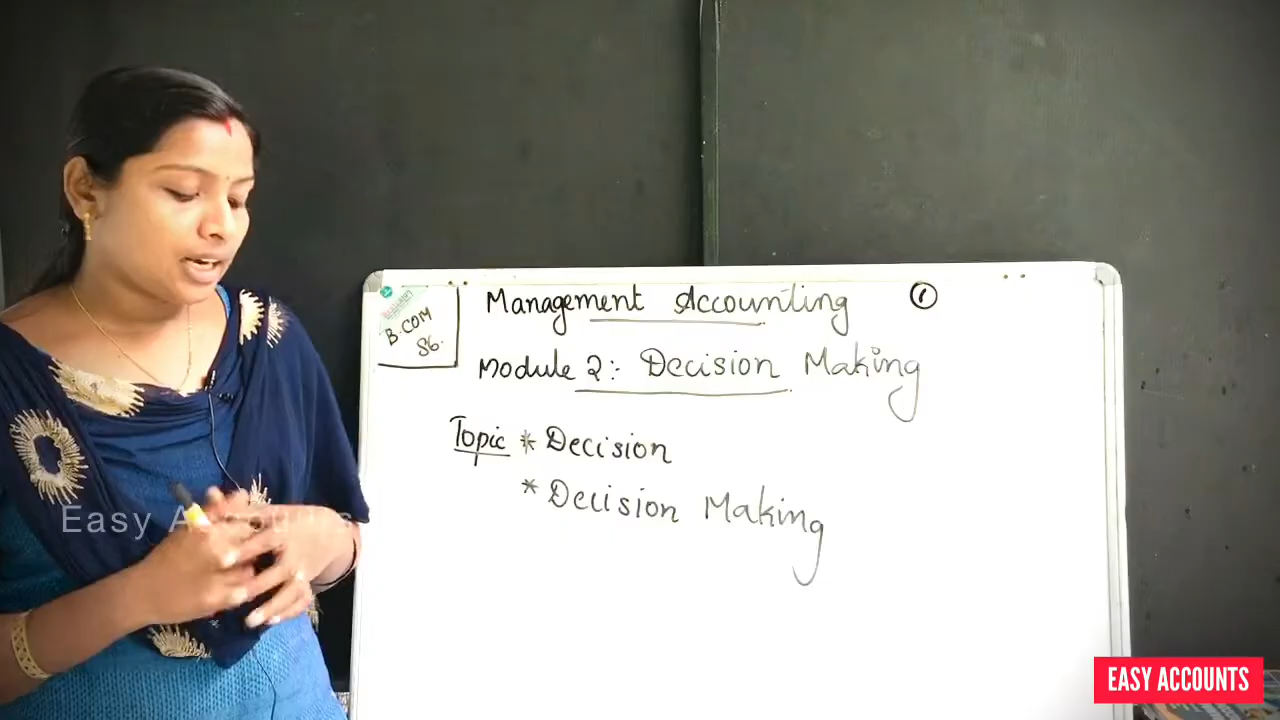 B.COM
S6.
Management Accounting ①
Module 2:- Decision Making
Topic * Decision
* Decision Making
Easy Accounts
EASY ACCOUNTS